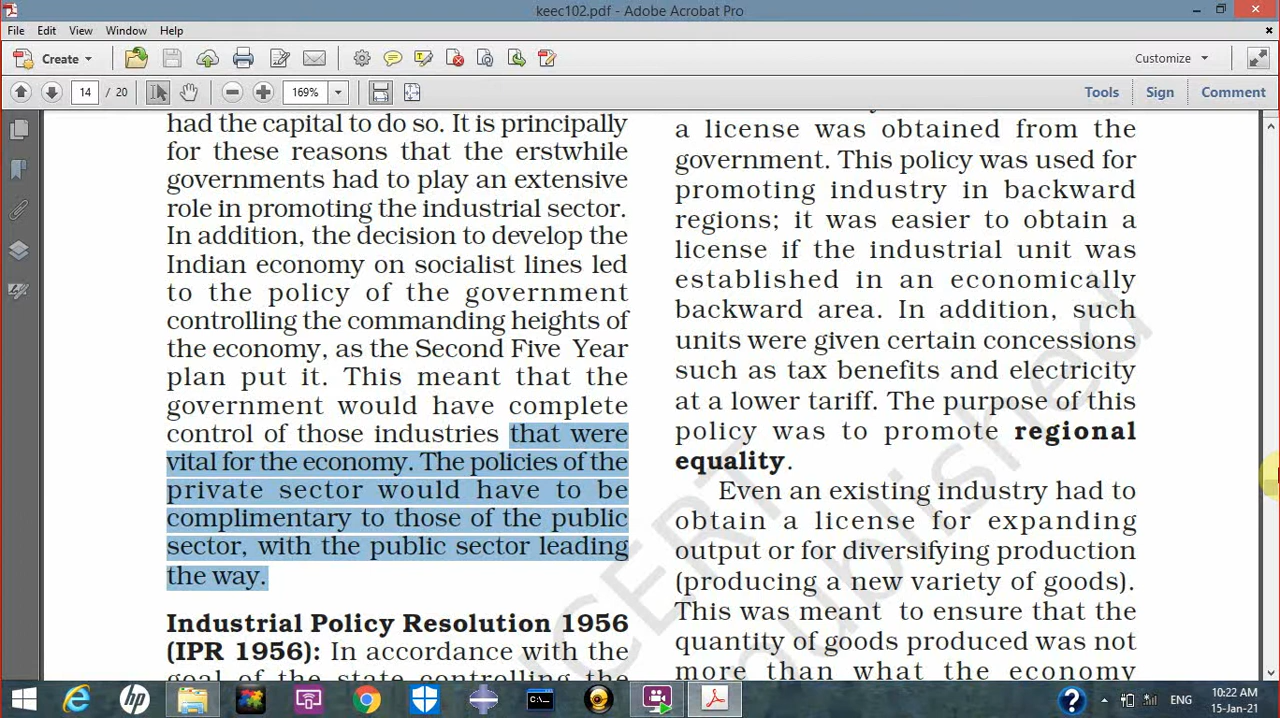 keec102.pdf - Adobe Acrobat Pro
File Edit View Window Help
Create Customize
14 / 20 169% Tools Sign Comment
had the capital to do so. It is principally
for these reasons that the erstwhile
governments had to play an extensive
role in promoting the industrial sector.
In addition, the decision to develop the
Indian economy on socialist lines led
to the policy of the government
controlling the commanding heights of
the economy, as the Second Five Year
plan put it. This meant that the
government would have complete
control of those industries that were
vital for the economy. The policies of the
private sector would have to be
complimentary to those of the public
sector, with the public sector leading
the way.
Industrial Policy Resolution 1956
(IPR 1956): In accordance with the
goal of the state controlling the
a license was obtained from the
government. This policy was used for
promoting industry in backward
regions; it was easier to obtain a
license if the industrial unit was
established in an economically
backward area. In addition, such
units were given certain concessions
such as tax benefits and electricity
at a lower tariff. The purpose of this
policy was to promote regional
equality.
Even an existing industry had to
obtain a license for expanding
output or for diversifying production
(producing a new variety of goods).
This was meant to ensure that the
quantity of goods produced was not
more than what the economy
ENG
10:22 AM
15-Jan-21